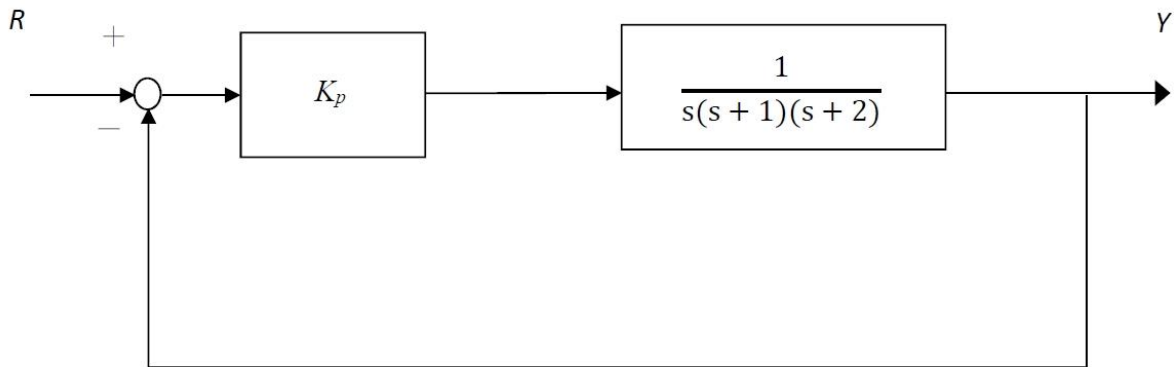 R
Y
+
−
Kp
1
s(s + 1)(s + 2)